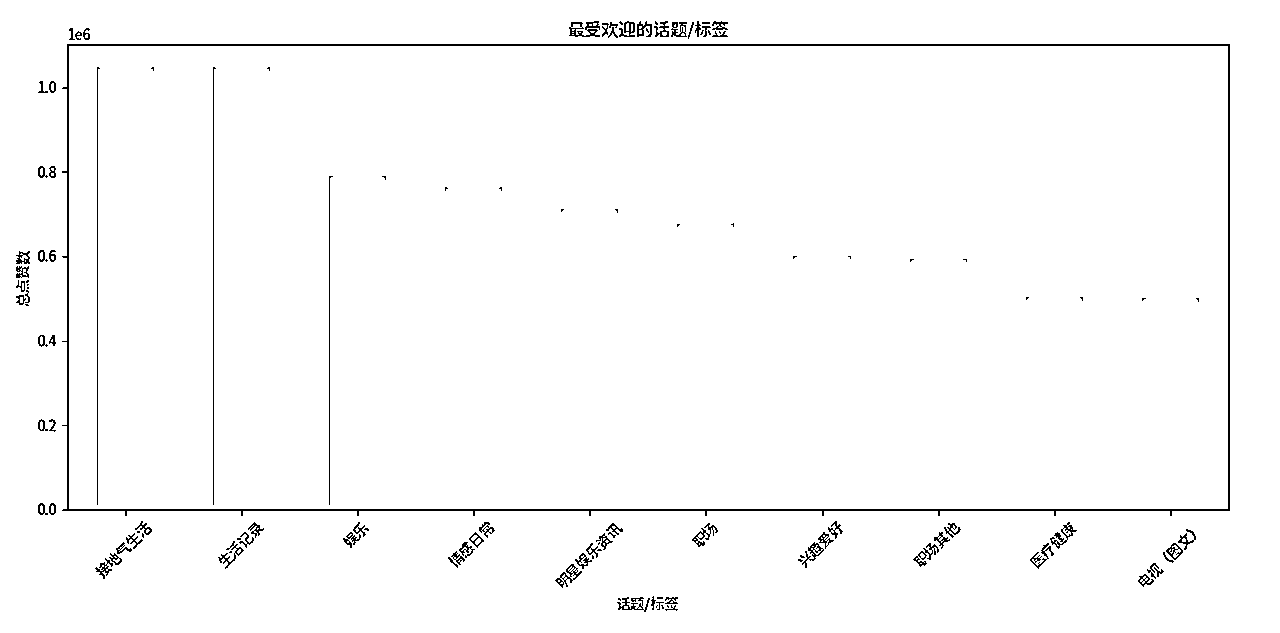 最受欢迎的话题/标签
1e6
1.0
0.8
0.6
0.4
0.2
0.0
总点赞数
接地气生活
生活记录
娱乐
情感日常
明星娱乐资讯
职场
兴趣爱好
职场其他
医疗健康
电视（图文）
话题/标签